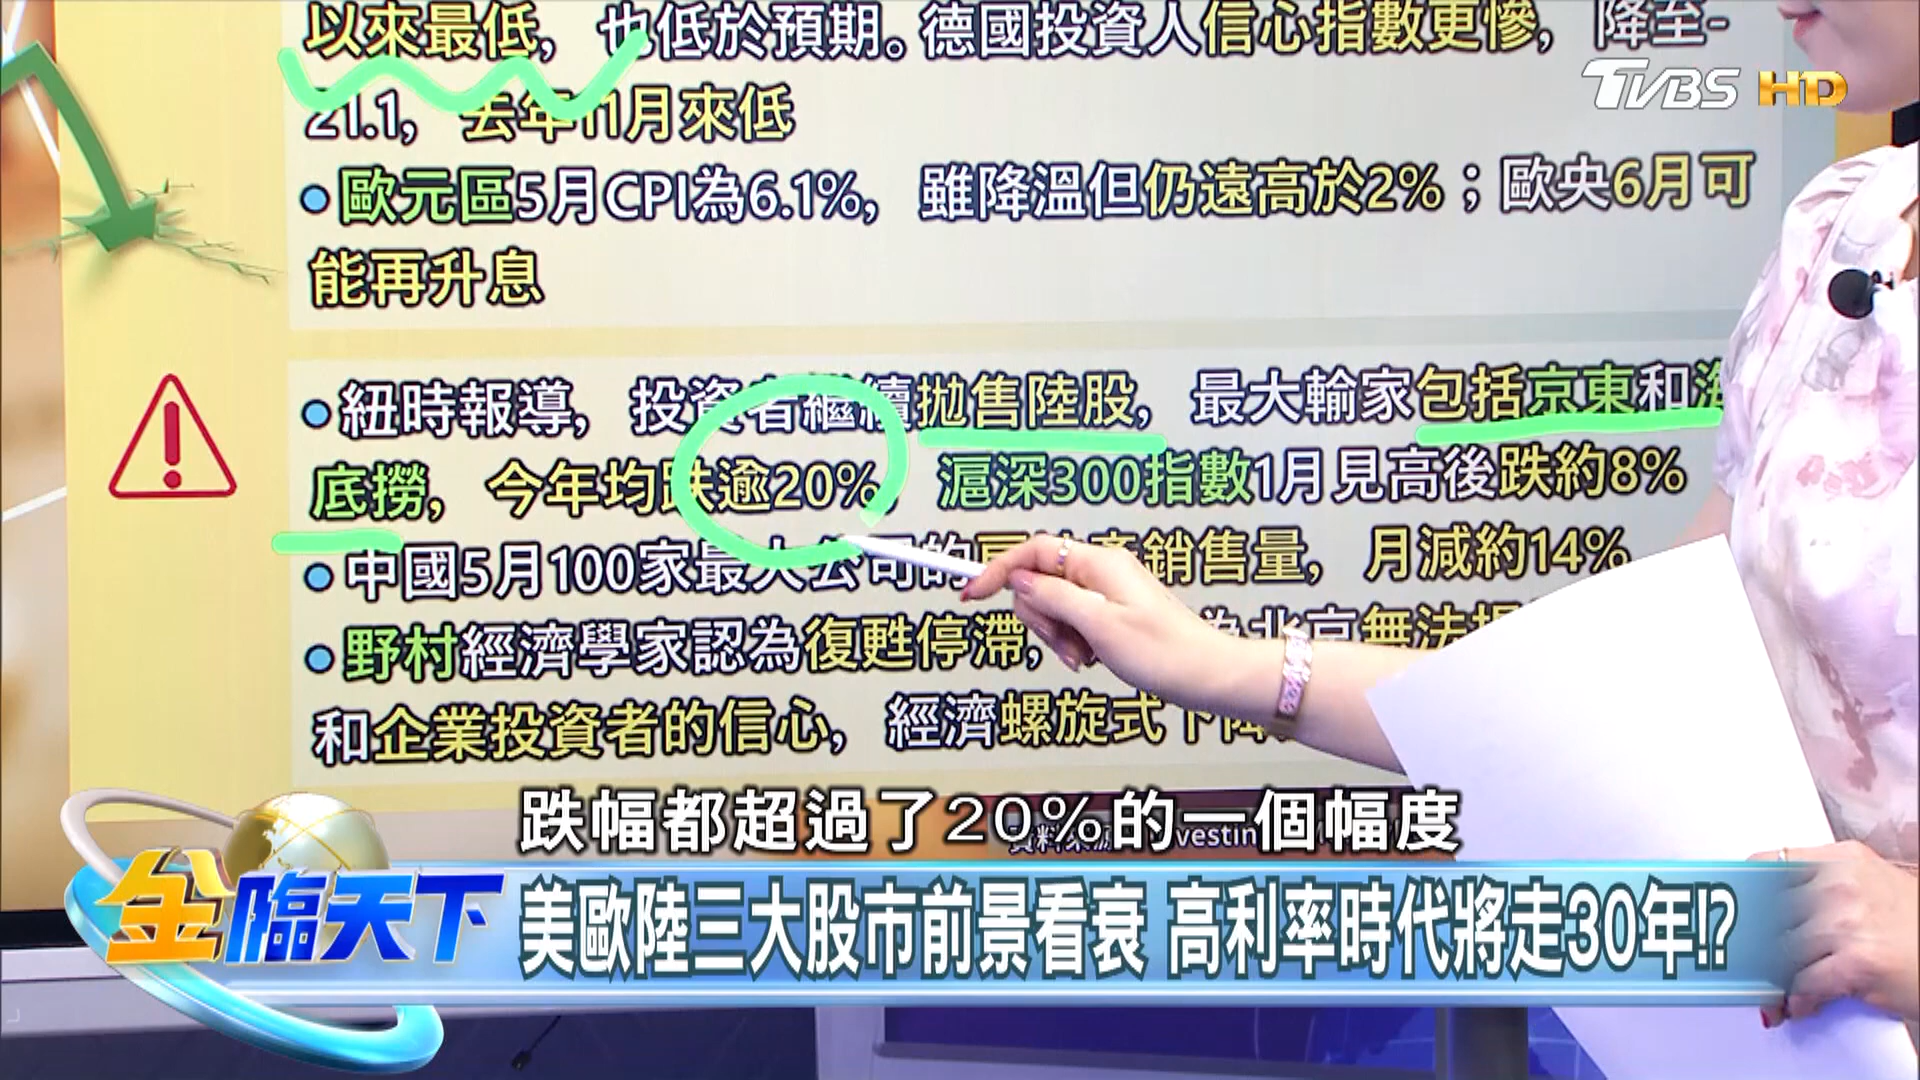 以來最低，也低於預期。德國投資人信心指數更慘，降至-
21.1，去年11月來低
TVBS HD
●歐元區5月CPI為6.1%，雖降溫但仍遠高於2%；歐央6月可
能再升息
●紐時報導，投資者繼續拋售陸股，最大輸家包括京東和海
底撈，今年均跌逾20%，滬深300指數1月見高後跌約8%
●中國5月100家最大公司的 銷售量，月減約14%
●野村經濟學家認為復甦停滯， 北京無法
和企業投資者的信心，經濟螺旋式下降
跌幅都超過了20%的一個幅度
金臨天下
美歐陸三大股市前景看衰 高利率時代將走30年!?